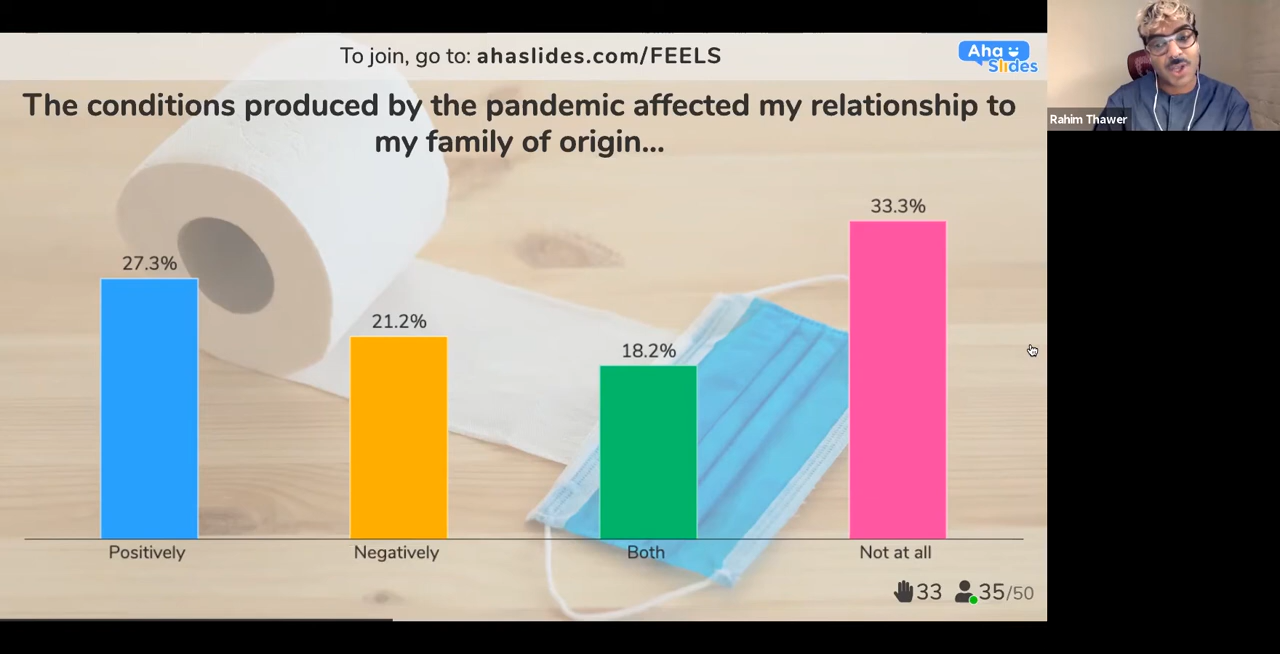 To join, go to: ahaslides.com/FEELS
Aha
Slides
The conditions produced by the pandemic affected my relationship to
my family of origin...
Rahim Thawer
27.3%
21.2%
18.2%
33.3%
Positively
Negatively
Both
Not at all
33
35/50